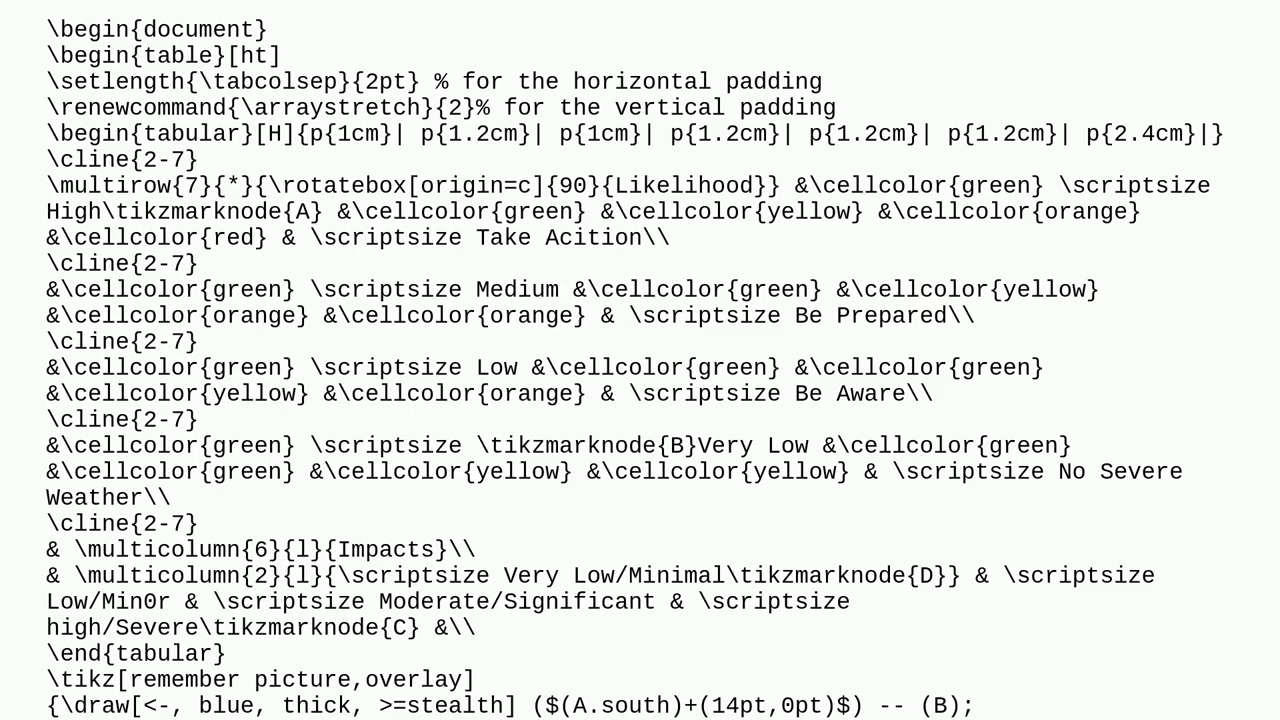 \begin{document}
\begin{table}[ht]
\setlength{\tabcolsep}{2pt} % for the horizontal padding
\renewcommand{\arraystretch}{2}% for the vertical padding
\begin{tabular}[H]{p{1cm}| p{1.2cm}| p{1cm}| p{1.2cm}| p{1.2cm}| p{1.2cm}| p{2.4cm}|}
\cline{2-7}
\multirow{7}{*}{\rotatebox[origin=c]{90}{Likelihood}} &\cellcolor{green} \scriptsize
High\tikzmarknode{A} &\cellcolor{green} &\cellcolor{yellow} &\cellcolor{orange}
&\cellcolor{red} & \scriptsize Take Acition\\
\cline{2-7}
&\cellcolor{green} \scriptsize Medium &\cellcolor{green} &\cellcolor{yellow}
&\cellcolor{orange} &\cellcolor{orange} & \scriptsize Be Prepared\\
\cline{2-7}
&\cellcolor{green} \scriptsize Low &\cellcolor{green} &\cellcolor{green}
&\cellcolor{yellow} &\cellcolor{orange} & \scriptsize Be Aware\\
\cline{2-7}
&\cellcolor{green} \scriptsize \tikzmarknode{B}Very Low &\cellcolor{green}
&\cellcolor{green} &\cellcolor{yellow} &\cellcolor{yellow} & \scriptsize No Severe
Weather\\
\cline{2-7}
& \multicolumn{6}{l}{Impacts}\\
& \multicolumn{2}{l}{\scriptsize Very Low/Minimal\tikzmarknode{D}} & \scriptsize
Low/Min0r & \scriptsize Moderate/Significant & \scriptsize
high/Severe\tikzmarknode{C} &\\
\end{tabular}
\tikz[remember picture,overlay]
{\draw[<-, blue, thick, >=stealth] ($(A.south)+(14pt,0pt)$) -- (B);